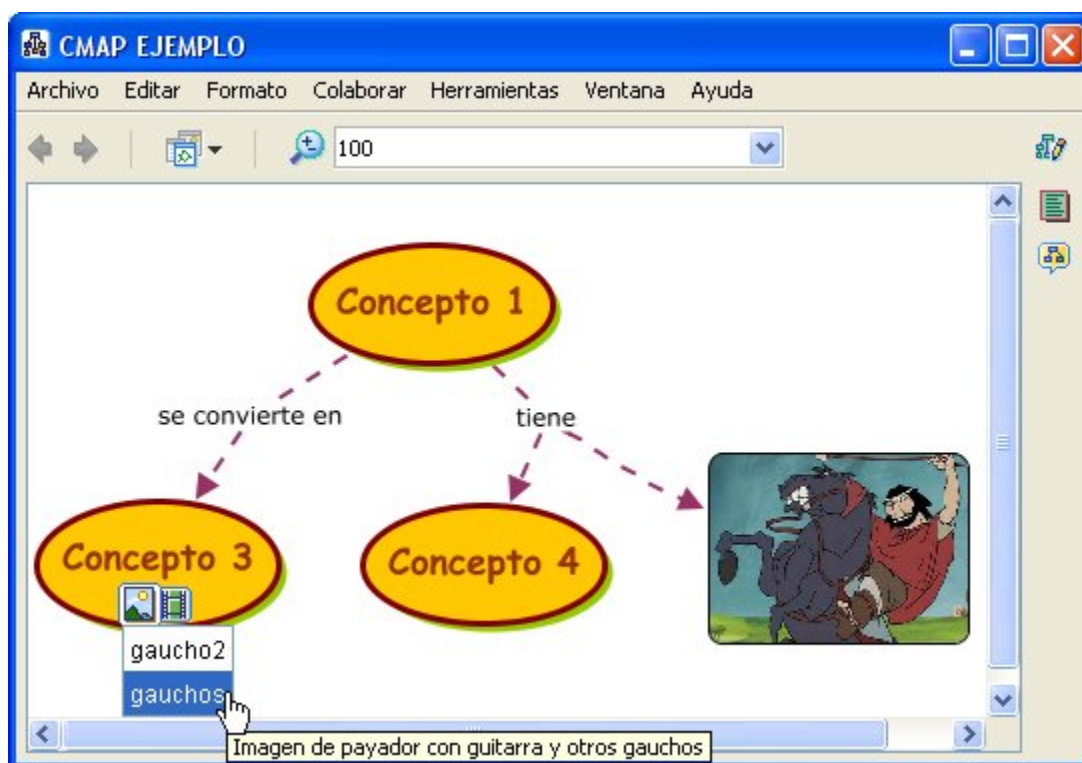 CMAP EJEMPLO
Archivo Editar Formato Colaborar Herramientas Ventana Ayuda
100
Concepto 1
se convierte en
tiene
Concepto 3
Concepto 4
gaucho2
gauchos
Imagen de payador con guitarra y otros gauchos